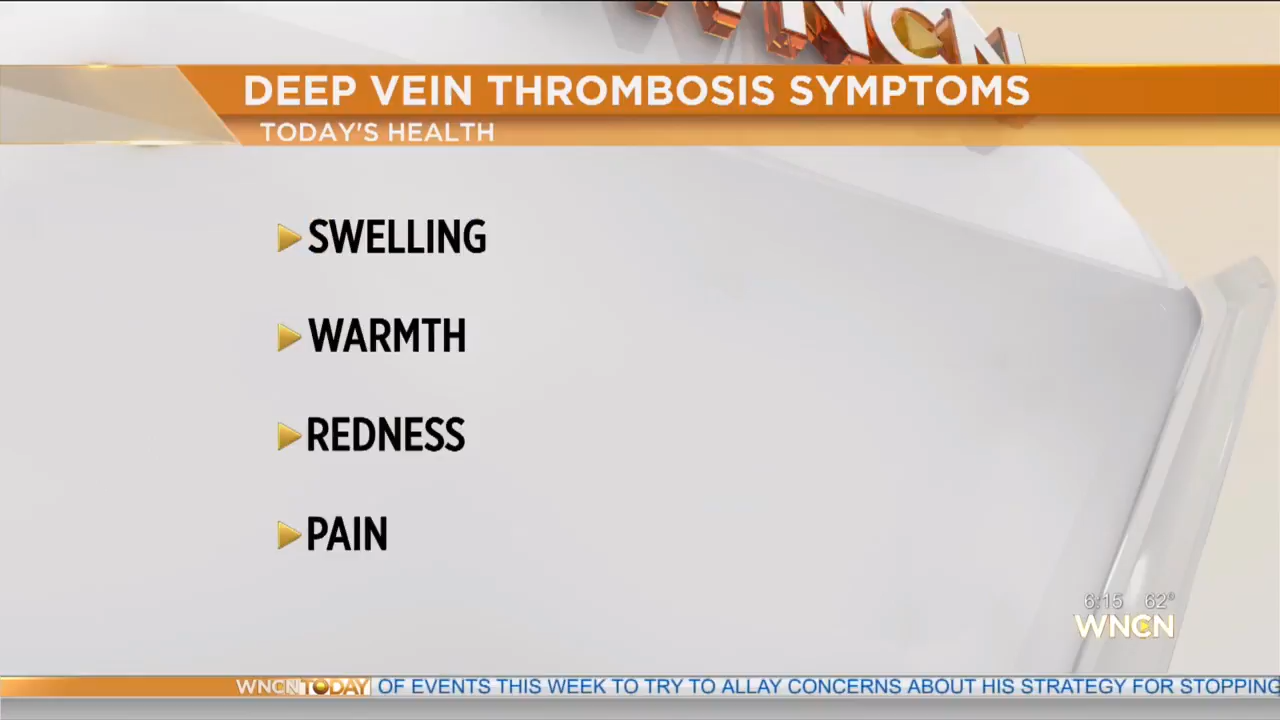 WNCN
DEEP VEIN THROMBOSIS SYMPTOMS
TODAY'S HEALTH
SWELLING
WARMTH
REDNESS
PAIN
6:15 62°
WNCN
WNCN TODAY OF EVENTS THIS WEEK TO TRY TO ALLAY CONCERNS ABOUT HIS STRATEGY FOR STOPPING